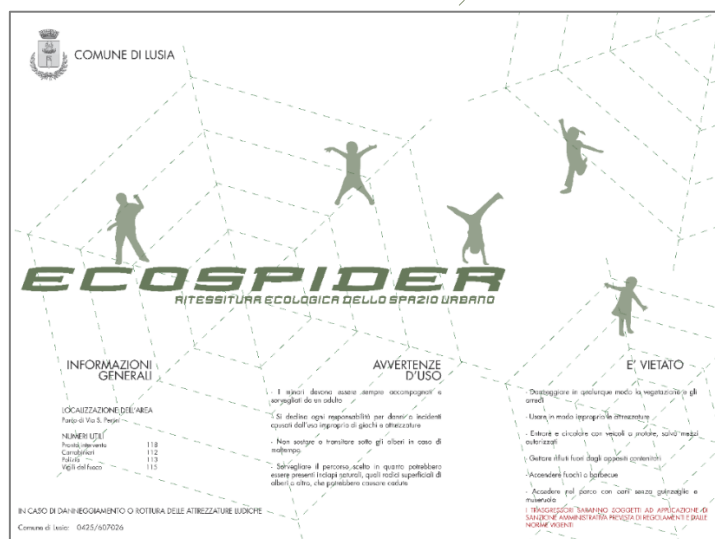 COMUNE DI LUSIA
ECOSPIDER
RITESSITURA ECOLOGICA DELLO SPAZIO URBANO
INFORMAZIONI
GENERALI
LOCALIZZAZIONE DELL'AREA
Parco di Via S. Pertini
NUMERI UTILI
Pronto intervento 118
Carabinieri 112
Polizia 113
Vigili del fuoco 115
AVVERTENZE
D'USO
- I minori devono essere sempre accompagnati e
sorvegliati da un adulto
- Si declina ogni responsabilità per danni o incidenti
causati dall'uso improprio di giochi e attrezzature
- Non sostare o transitare sotto gli alberi in caso di
maltempo
- Sorvegliare il percorso scelto in quanto potrebbero
essere presenti inciampi naturali, quali radici superficiali di
alberi o altro, che potrebbero causare cadute
E' VIETATO
- Danneggiare in qualunque modo la vegetazione e gli
arredi
- Usare in modo improprio le attrezzature
- Entrare e circolare con veicoli a motore, salvo mezzi
autorizzati
- Gettare rifiuti fuori dagli appositi contenitori
- Accendere fuochi o barbecue
- Accedere nel parco con cani senza guinzaglio e
museruola
I TRASGRESSORI SARANNO SOGGETTI AD APPLICAZIONE DI
SANZIONE AMMINISTRATIVA PREVISTA DI REGOLAMENTI E DALLE
NORME VIGENTI
IN CASO DI DANNEGGIAMENTO O ROTTURA DELLE ATTREZZATURE LUDICHE
Comune di Lusia: 0425/607026